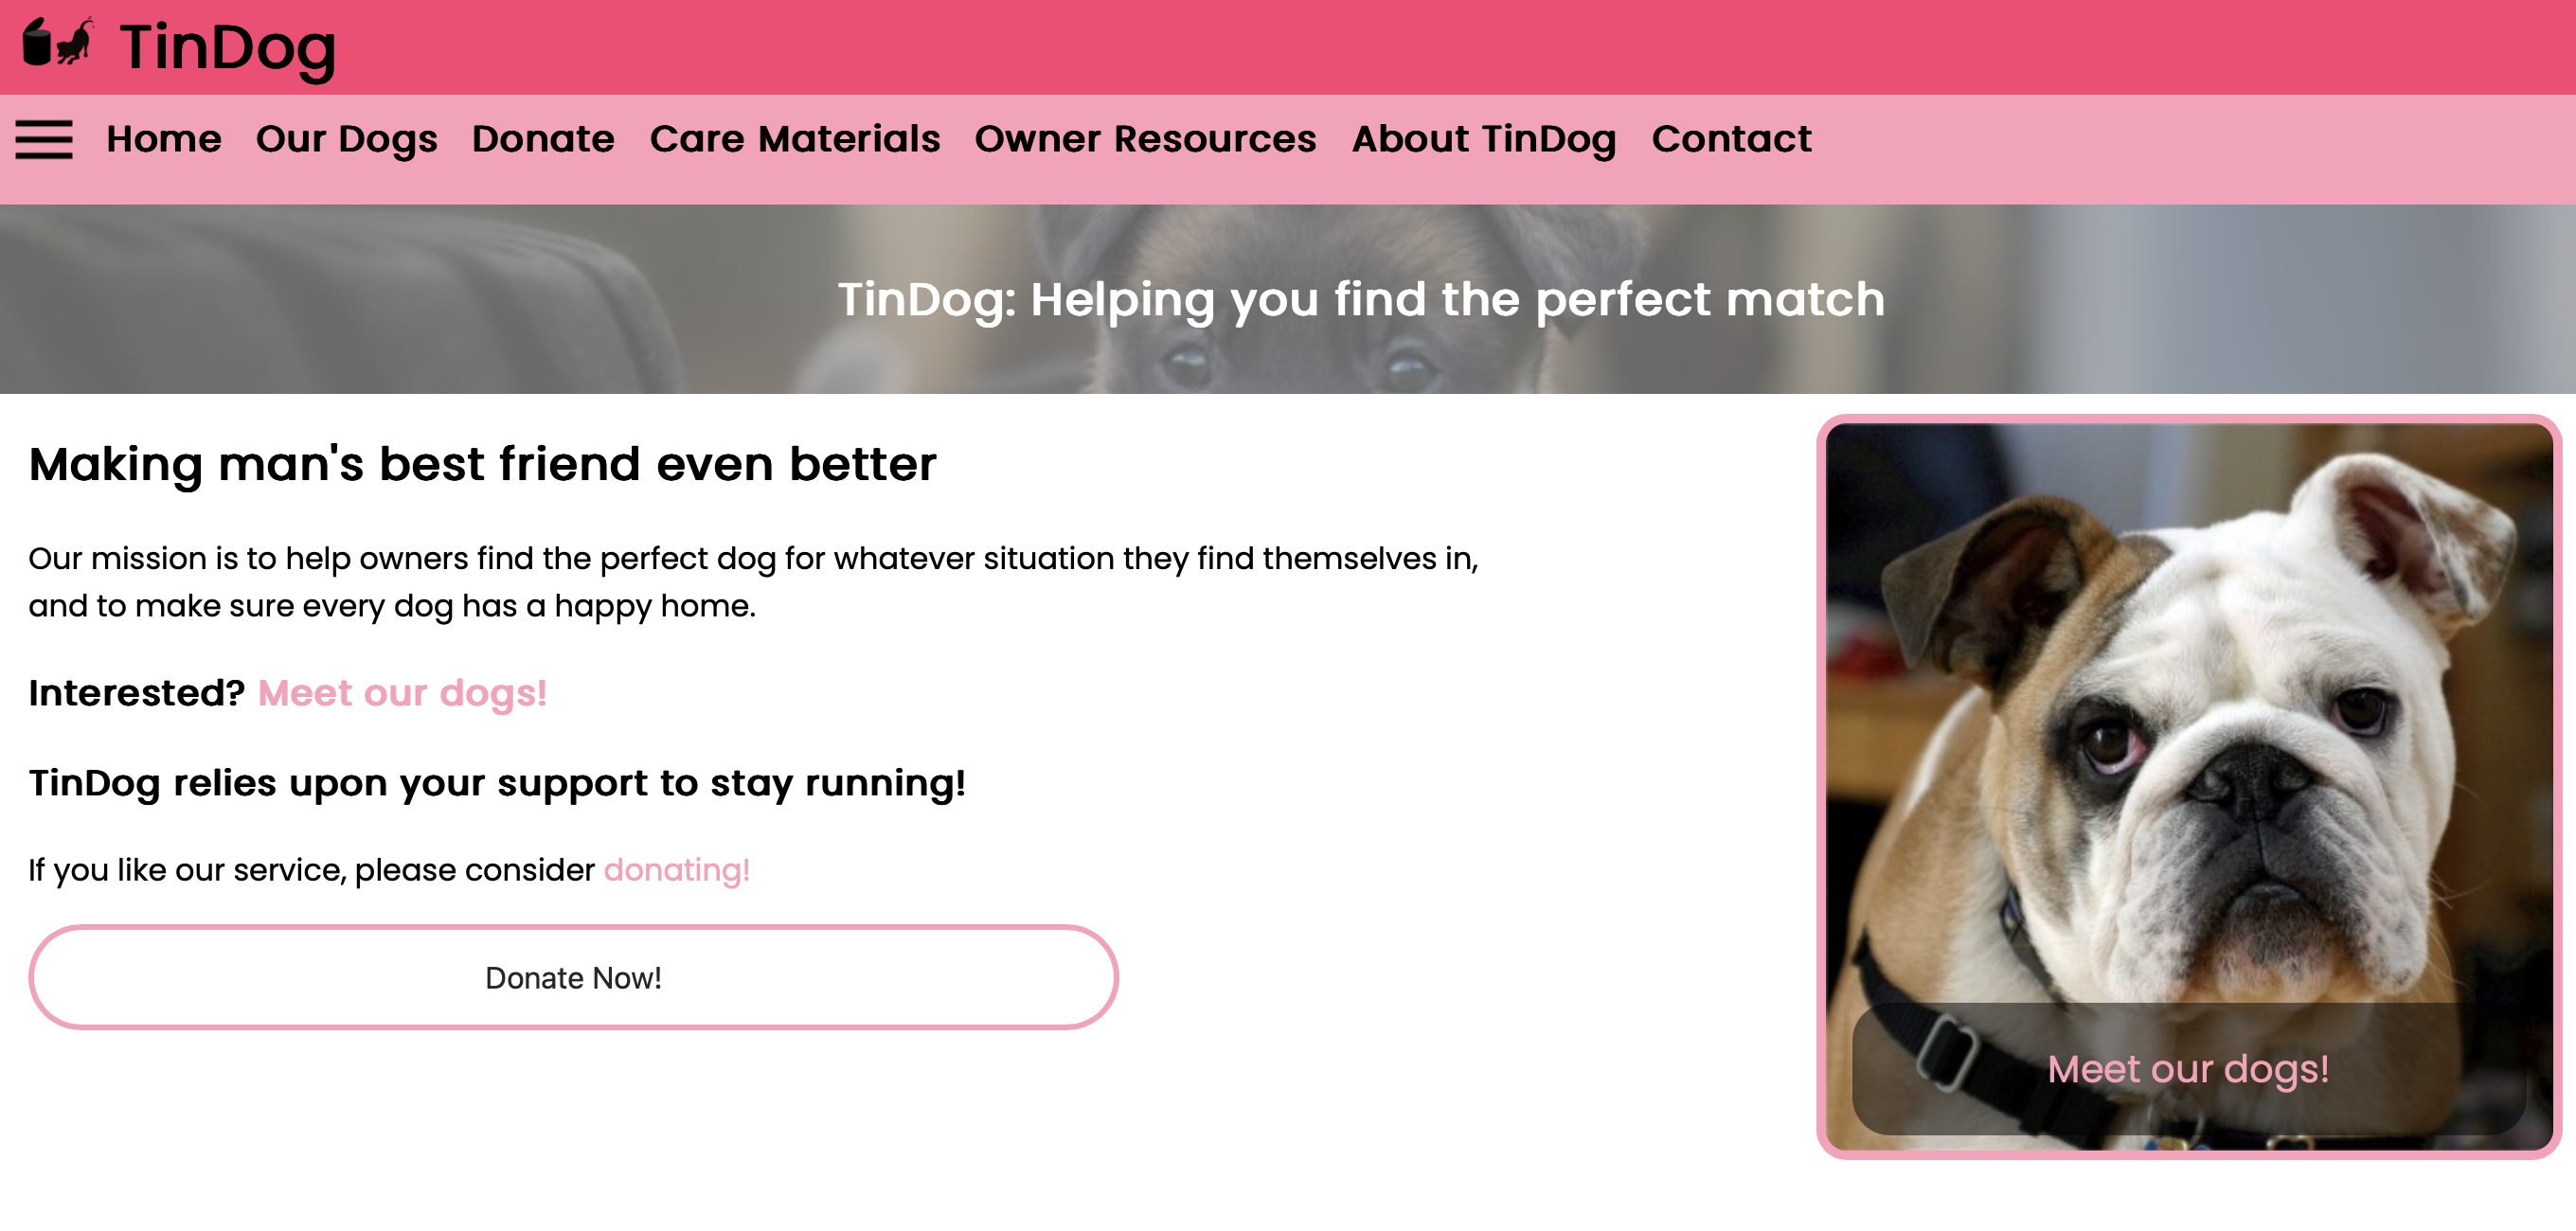 TinDog
Home Our Dogs Donate Care Materials Owner Resources About TinDog Contact
TinDog: Helping you find the perfect match
Making man's best friend even better
Our mission is to help owners find the perfect dog for whatever situation they find themselves in,
and to make sure every dog has a happy home.
Interested? Meet our dogs!
TinDog relies upon your support to stay running!
If you like our service, please consider donating!
Donate Now!
Meet our dogs!